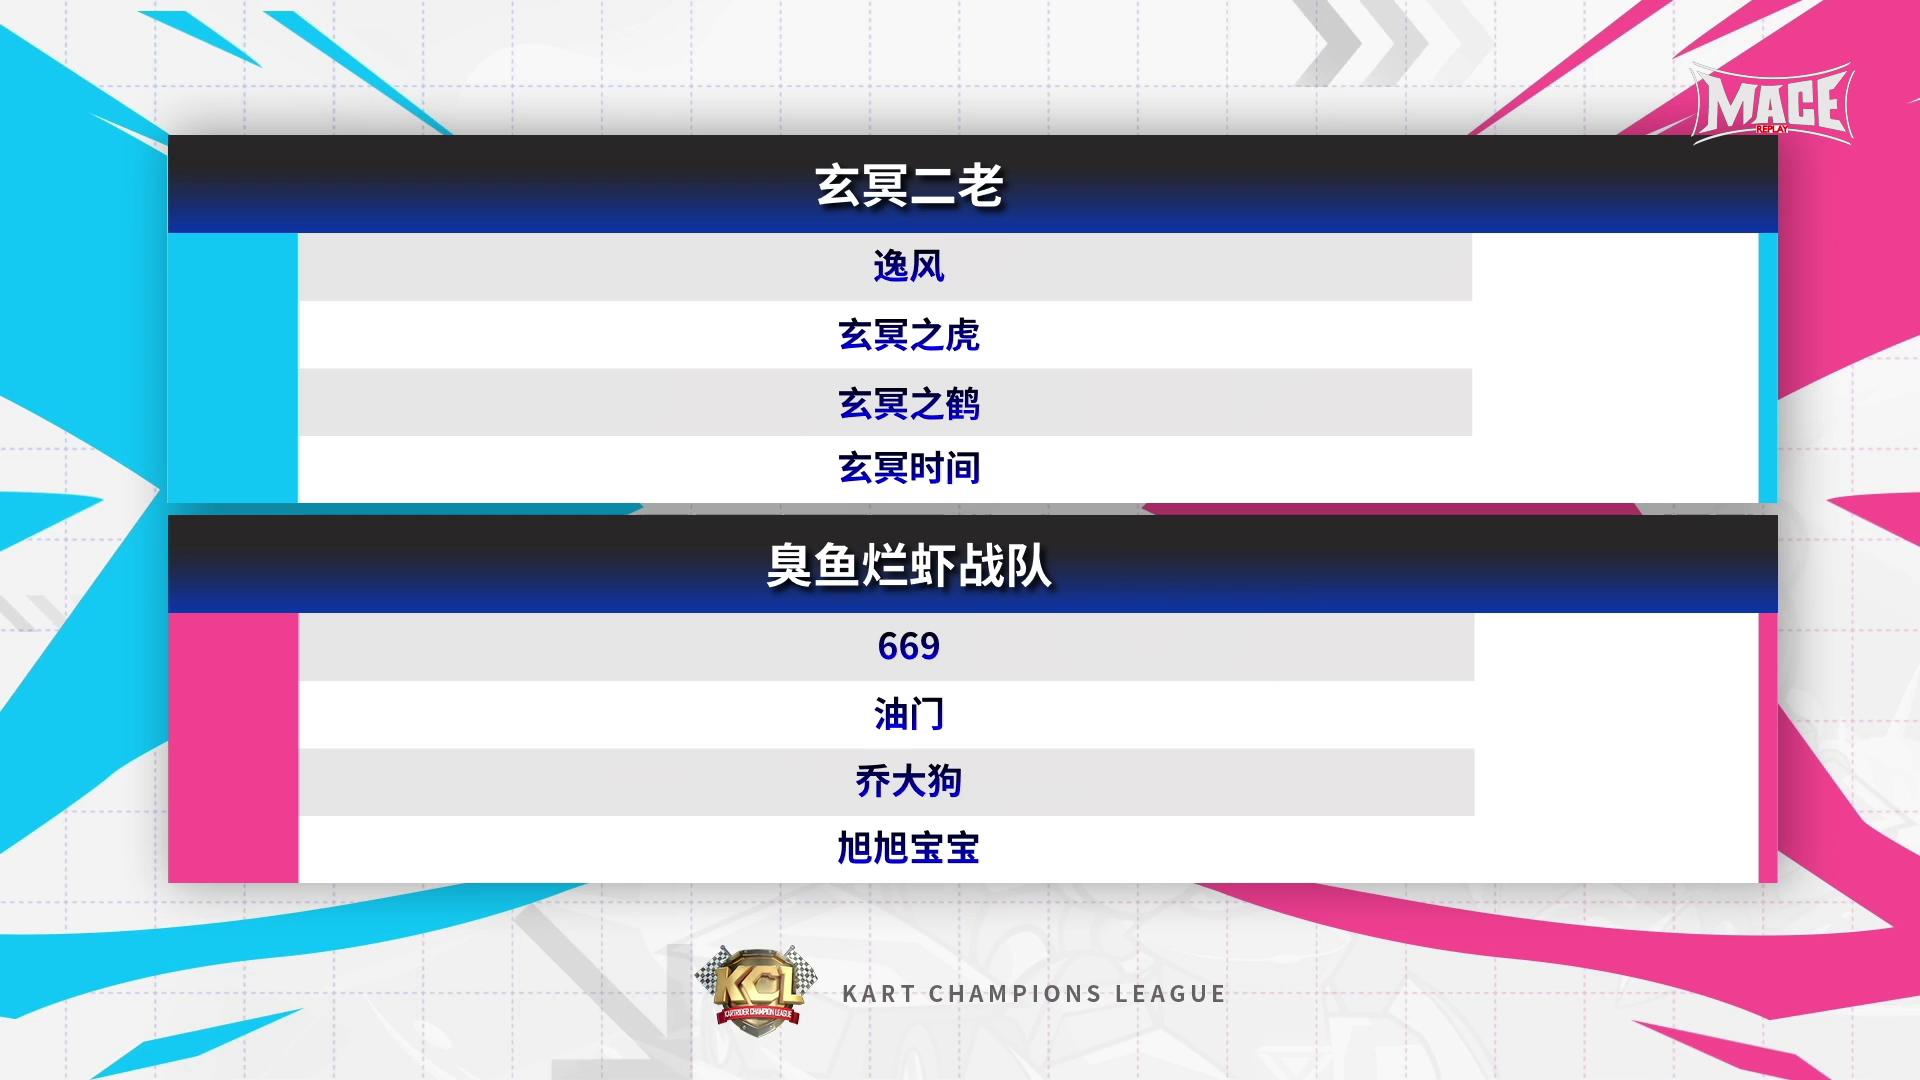 MACE
REPLAY
玄冥二老
逸风
玄冥之虎
玄冥之鹤
玄冥时间
臭鱼烂虾战队
669
油门
乔大狗
旭旭宝宝
KCL
KARTRIDER CHAMPION LEAGUE
KART CHAMPIONS LEAGUE